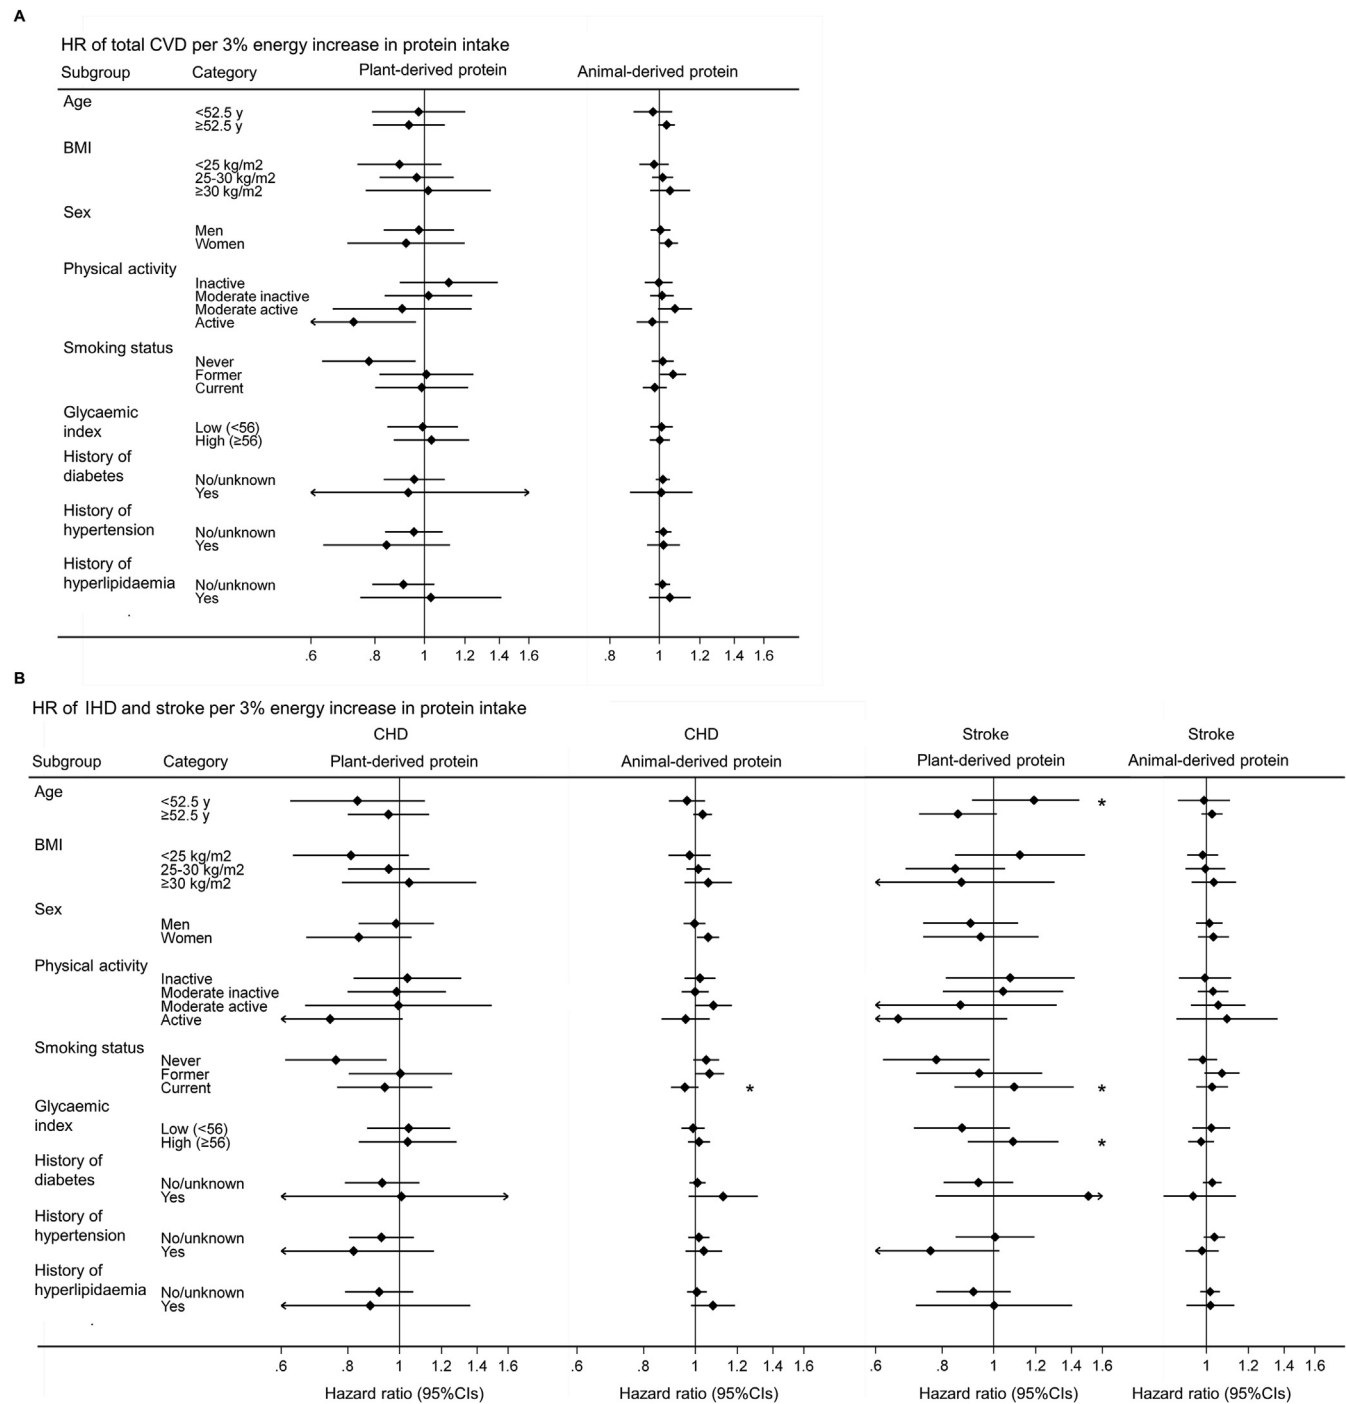 A
HR of total CVD per 3% energy increase in protein intake
Subgroup Category Plant-derived protein Animal-derived protein
Age
<52.5 y
≥52.5 y
BMI
<25 kg/m2
25-30 kg/m2
≥30 kg/m2
Sex
Men
Women
Physical activity
Inactive
Moderate inactive
Moderate active
Active
Smoking status
Never
Former
Current
Glycaemic
index
Low (<56)
High (≥56)
History of
diabetes
No/unknown
Yes
History of
hypertension
No/unknown
Yes
History of
hyperlipidaemia
No/unknown
Yes
.6 .8 1 1.2 1.4 1.6 .8 1 1.2 1.4 1.6
B
HR of IHD and stroke per 3% energy increase in protein intake
CHD CHD Stroke Stroke
Subgroup Category Plant-derived protein Animal-derived protein Plant-derived protein Animal-derived protein
Age
<52.5 y *
≥52.5 y
BMI
<25 kg/m2
25-30 kg/m2
≥30 kg/m2
Sex
Men
Women
Physical activity
Inactive
Moderate inactive
Moderate active
Active
Smoking status
Never
Former
Current * *
Glycaemic
index
Low (<56)
High (≥56) *
History of
diabetes
No/unknown
Yes
History of
hypertension
No/unknown
Yes
History of
hyperlipidaemia
No/unknown
Yes
.6 .8 1 1.2 1.4 1.6 .6 .8 1 1.2 1.4 1.6 .6 .8 1 1.2 1.4 1.6 1 1.2 1.4 1.6
Hazard ratio (95%CIs) Hazard ratio (95%CIs) Hazard ratio (95%CIs) Hazard ratio (95%CIs)